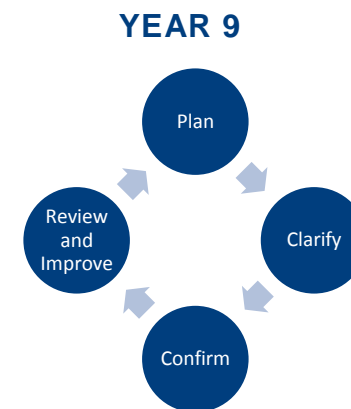 YEAR 9
Plan
Clarify
Confirm
Review
and
Improve